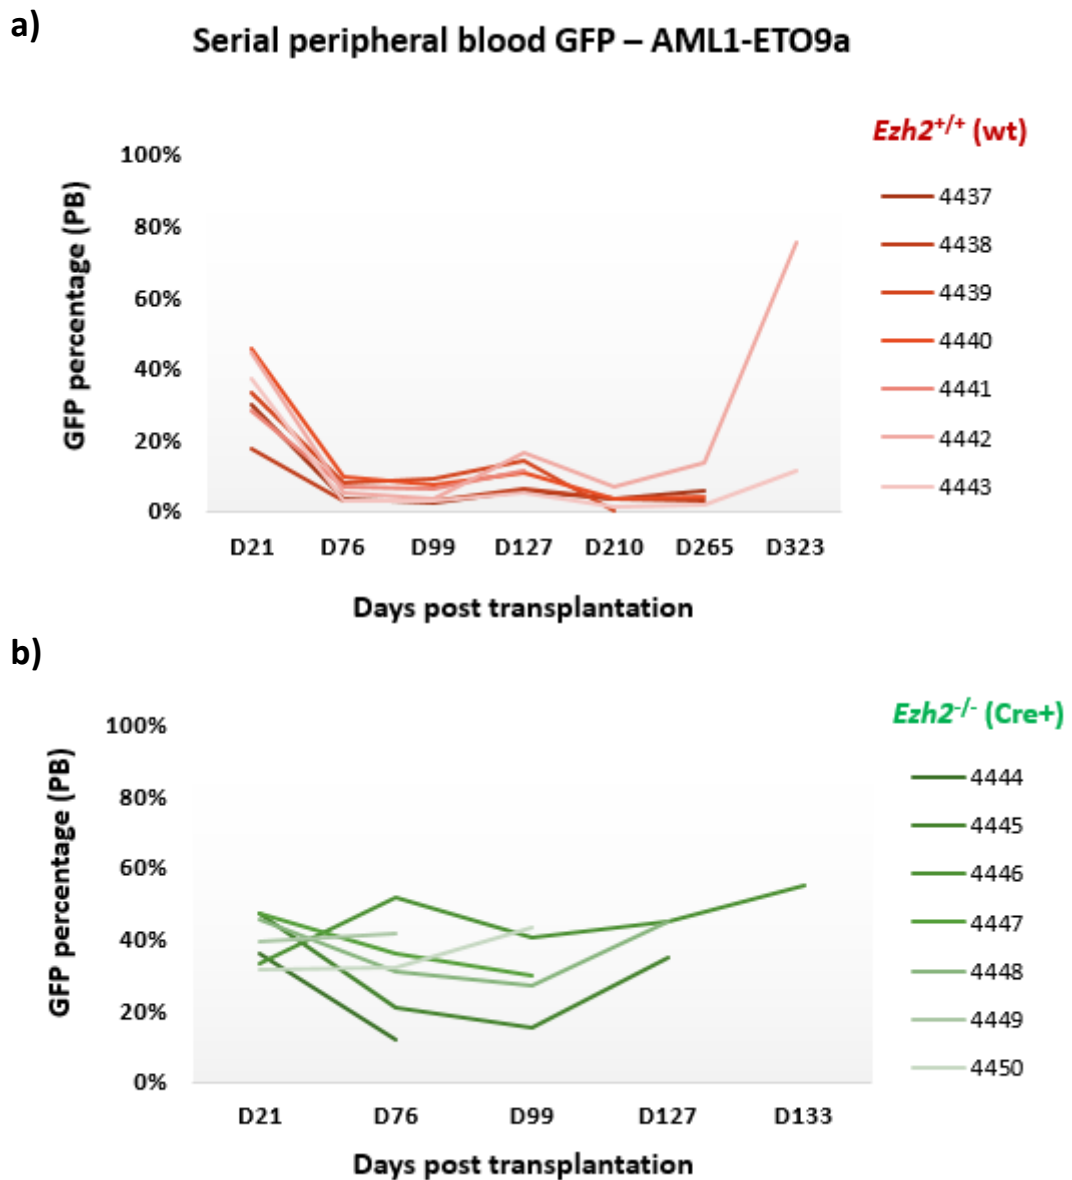 a)
Serial peripheral blood GFP – AML1-ETO9a
Ezh2+/+ (wt)
GFP percentage (PB)
100%
80%
60%
40%
20%
0%
D21 D76 D99 D127 D210 D265 D323
Days post transplantation
4437
4438
4439
4440
4441
4442
4443
b)
Ezh2-/- (Cre+)
GFP percentage (PB)
100%
80%
60%
40%
20%
0%
D21 D76 D99 D127 D133
Days post transplantation
4444
4445
4446
4447
4448
4449
4450